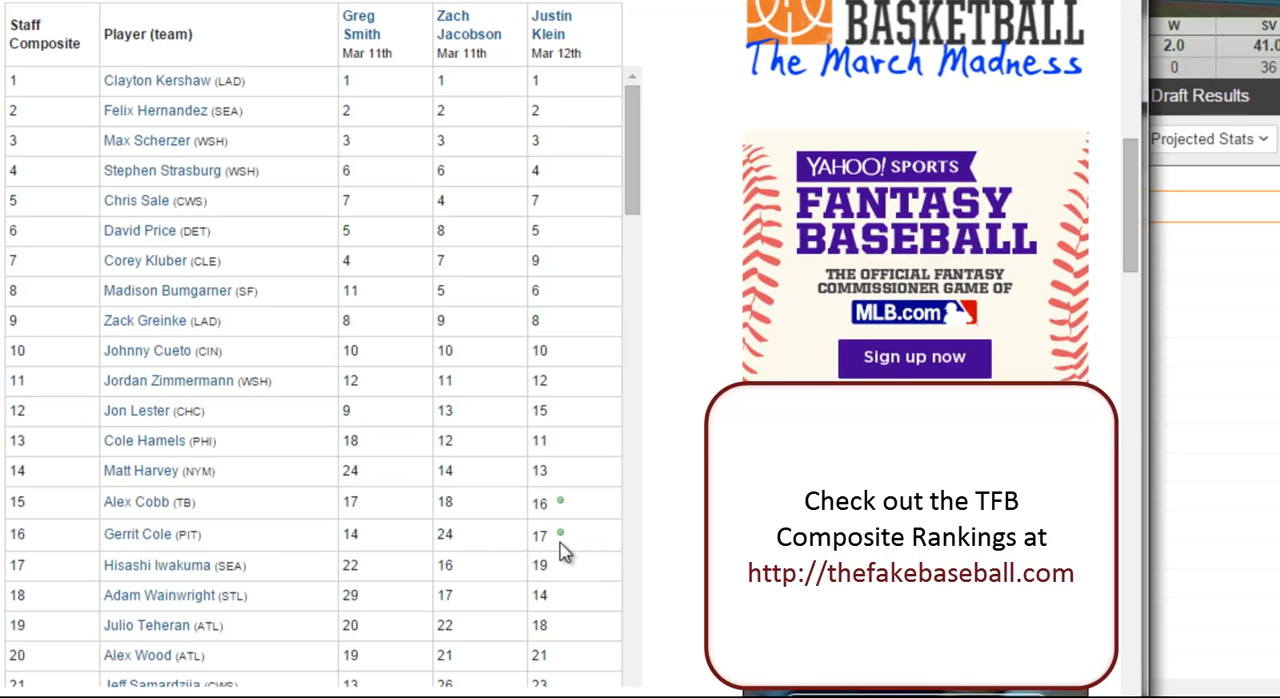 Staff Composite Player (team) Greg Smith Mar 11th Zach Jacobson Mar 11th Justin Klein Mar 12th
1 Clayton Kershaw (LAD) 1 1 1
2 Felix Hernandez (SEA) 2 2 2
3 Max Scherzer (WSH) 3 3 3
4 Stephen Strasburg (WSH) 6 6 4
5 Chris Sale (CWS) 7 4 7
6 David Price (DET) 5 8 5
7 Corey Kluber (CLE) 4 7 9
8 Madison Bumgarner (SF) 11 5 6
9 Zack Greinke (LAD) 8 9 8
10 Johnny Cueto (CIN) 10 10 10
11 Jordan Zimmermann (WSH) 12 11 12
12 Jon Lester (CHC) 9 13 15
13 Cole Hamels (PHI) 18 12 11
14 Matt Harvey (NYM) 24 14 13
15 Alex Cobb (TB) 17 18 16
16 Gerrit Cole (PIT) 14 24 17
17 Hisashi Iwakuma (SEA) 22 16 19
18 Adam Wainwright (STL) 29 17 14
19 Julio Teheran (ATL) 20 22 18
20 Alex Wood (ATL) 19 21 21
21 Jeff Samardzija (CWS) 13 26 23
BASKETBALL
The March Madness
YAHOO! SPORTS
FANTASY
BASEBALL
THE OFFICIAL FANTASY
COMMISSIONER GAME OF
MLB.com
Sign up now
Check out the TFB
Composite Rankings at
http://thefakebaseball.com
W SV
2.0 41.0
0 36
Draft Results
Projected Stats